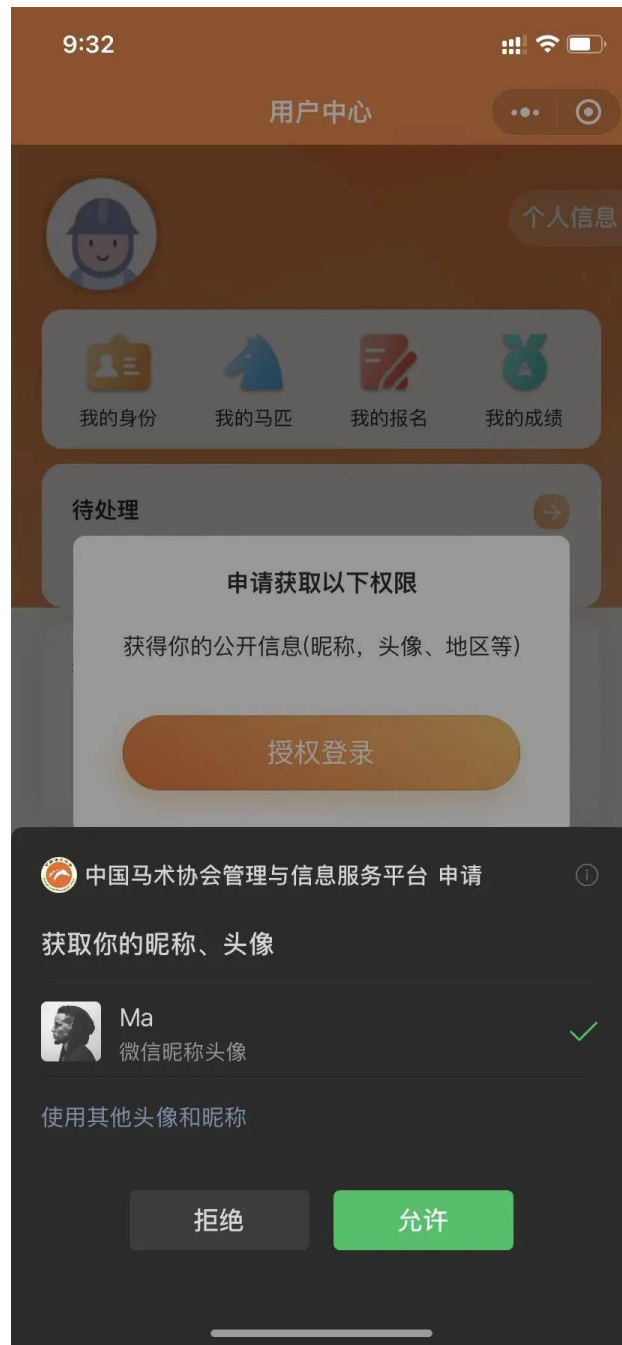 9:32
用户中心
个人信息
我的身份 我的马匹 我的报名 我的成绩
待处理
申请获取以下权限
获得你的公开信息(昵称，头像、地区等)
授权登录
中国马术协会管理与信息服务平台 申请
获取你的昵称、头像
Ma
微信昵称头像
使用其他头像和昵称
拒绝 允许